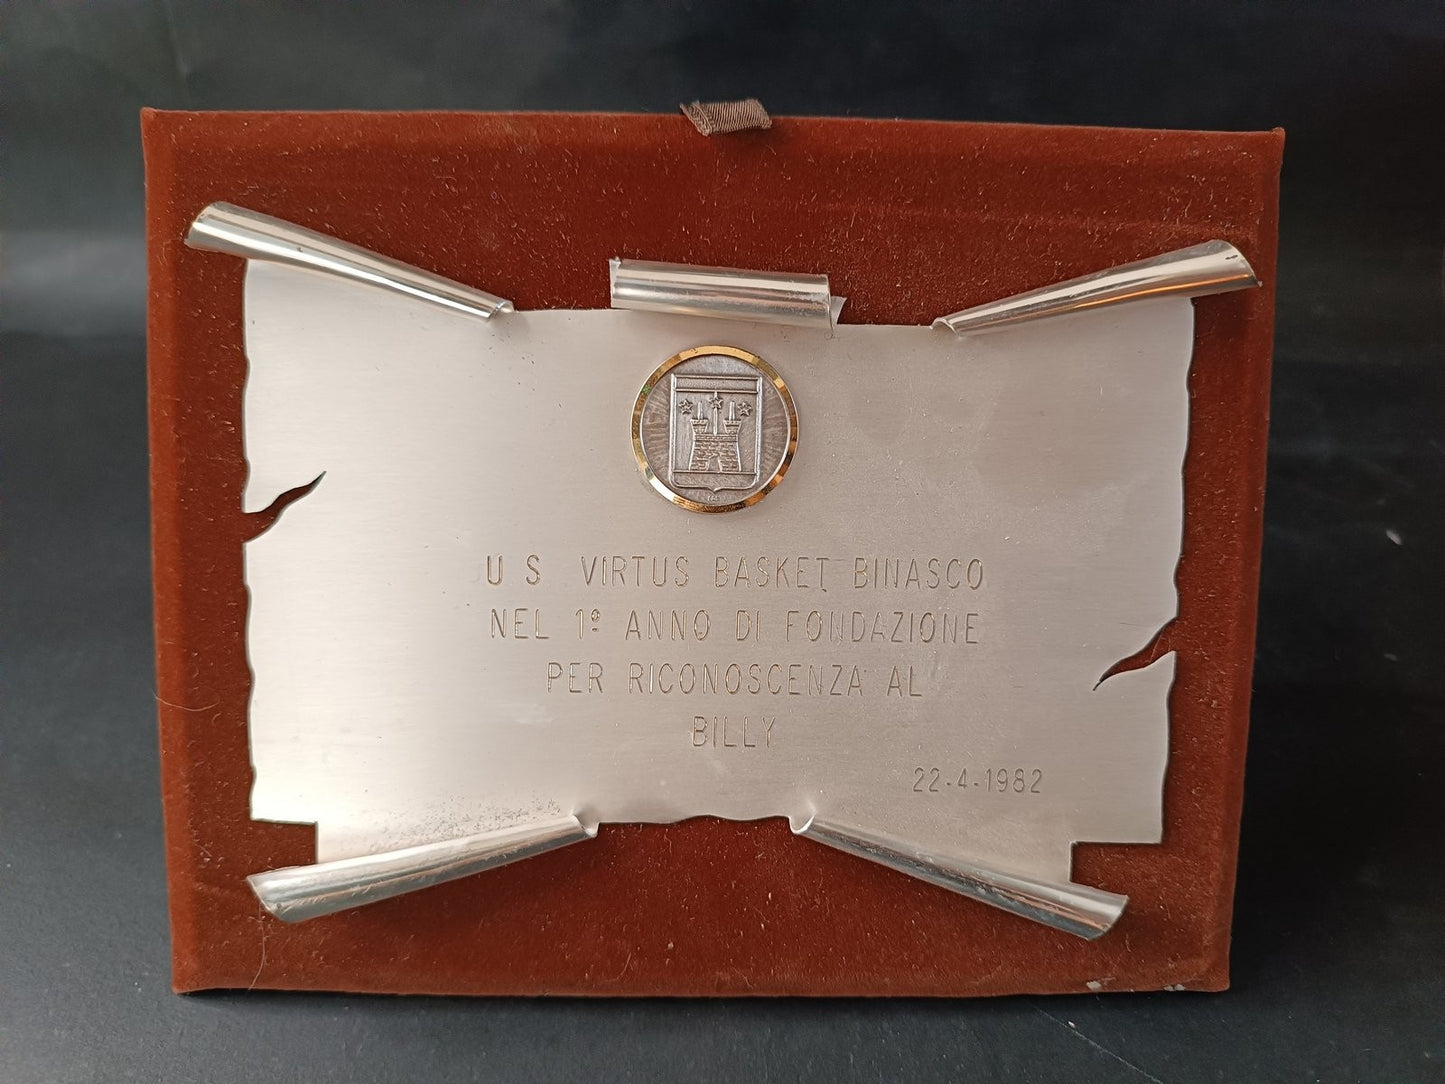 U S VIRTUS BASKET BINASCO
NEL 1º ANNO DI FONDAZIONE
PER RICONOSCENZA AL
BILLY
22-4-1982